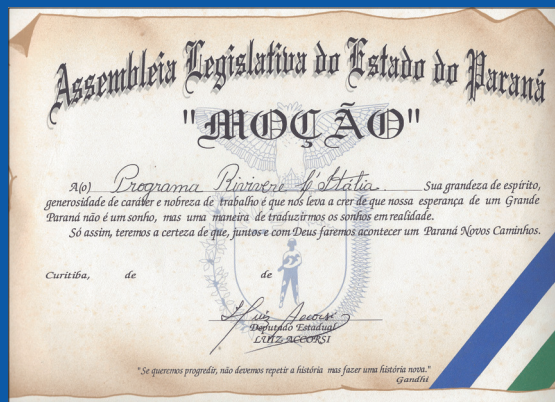 Assembleia Legislativa do Estado do Paraná
"MOÇÃO"
A(o) Programa Rivivere L'Itália. Sua grandeza de espírito,
generosidade de caráter e nobreza de trabalho é que nos leva a crer de que nossa esperança de um Grande
Paraná não é um sonho, mas uma maneira de traduzirmos os sonhos em realidade.
Só assim, teremos a certeza de que, juntos e com Deus faremos acontecer um Paraná Novos Caminhos.
Curitiba, de de
Luiz Accorsi
Deputado Estadual
LUIZ ACCORSI
"Se queremos progredir, não devemos repetir a história mas fazer uma história nova."
Gandhi